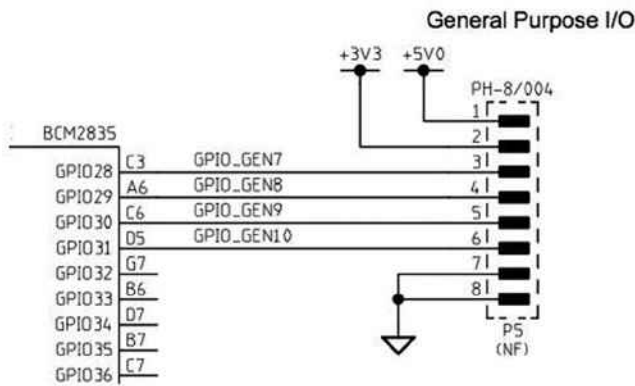 General Purpose I/O
+3V3 +5V0
PH-8/004
1
2
BCM2835
GPIO28 C3 GPIO_GEN7 3
GPIO29 A6 GPIO_GEN8 4
GPIO30 C6 GPIO_GEN9 5
GPIO31 D5 GPIO_GEN10 6
GPIO32 G7 7
GPIO33 B6 8
GPIO34 D7
P5
GPIO35 B7
(NF)
GPIO36 C7